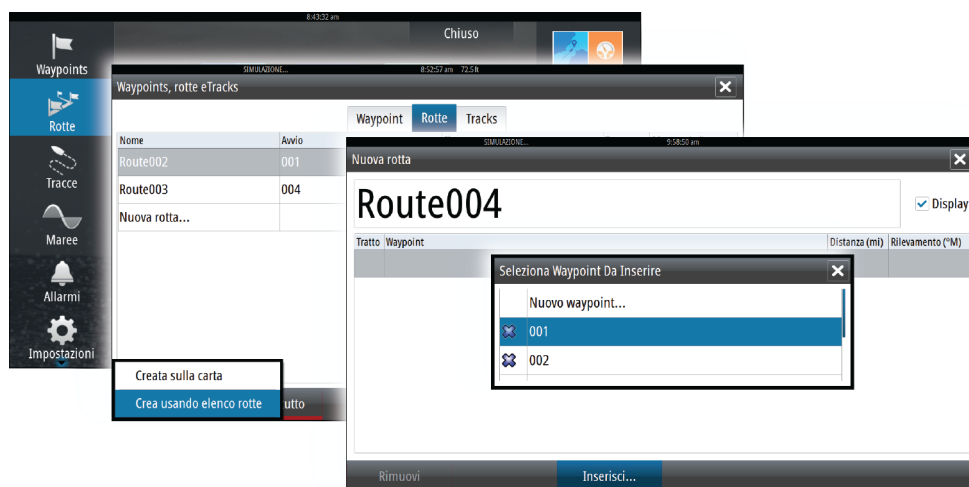 8:43:32 am
Chiuso
Waypoints
Rotte
Tracce
Maree
Allarmi
Impostazioni
SIMULAZIONE... 8:52:57 am 72.5 ft
Waypoints, rotte eTracks
Waypoint Rotte Tracks
Nome Avvio
Route002 001
Route003 004
Nuova rotta...
Creata sulla carta
Crea usando elenco rotte
utto
SIMULAZIONE... 9:58:50 am
Nuova rotta
Route004
Display
Tratto Waypoint Distanza (mi) Rilevamento (°M)
Seleziona Waypoint Da Inserire
Nuovo waypoint...
001
002
Rimuovi Inserisci...